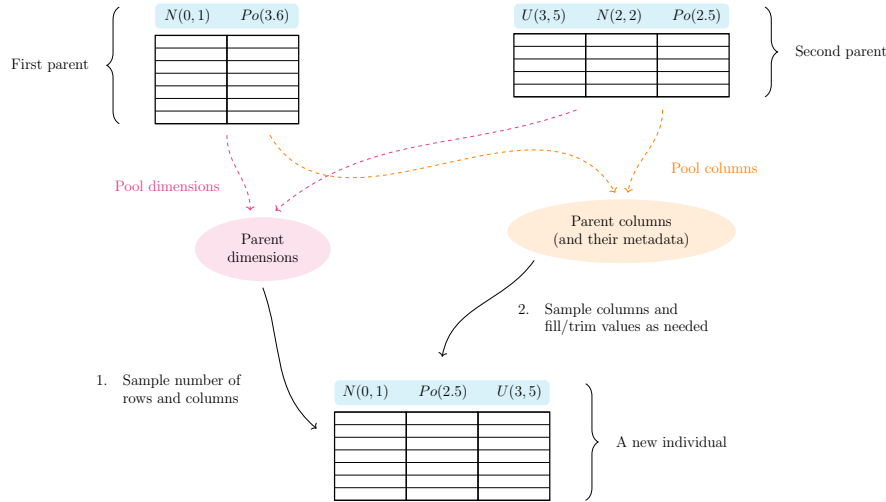 N(0, 1) Po(3.6)
U(3, 5) N(2, 2) Po(2.5)
First parent
Second parent
Pool dimensions
Pool columns
Parent
dimensions
Parent columns
(and their metadata)
2. Sample columns and
fill/trim values as needed
1. Sample number of
rows and columns
N(0, 1) Po(2.5) U(3, 5)
A new individual